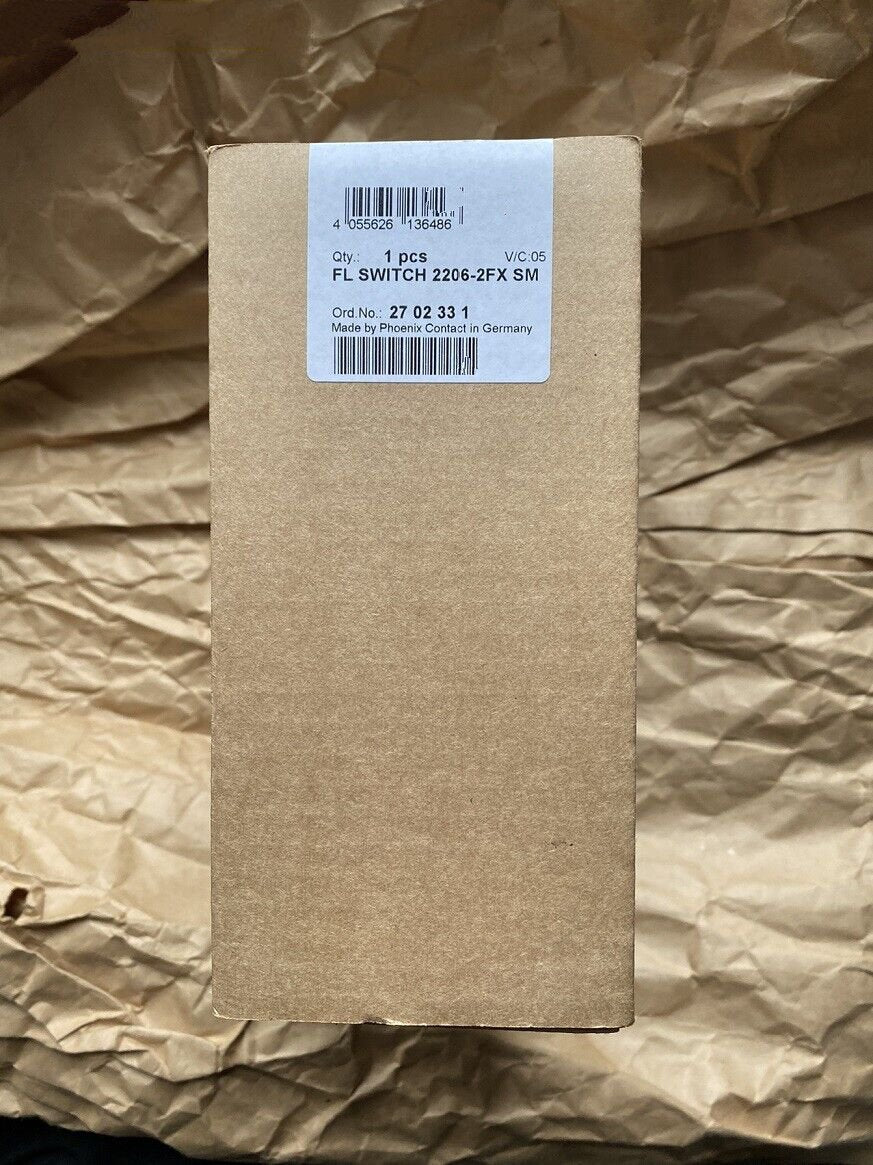 4 055626 136486
Qty.: 1 pcs V/C:05
FL SWITCH 2206-2FX SM
Ord.No.: 27 02 33 1
Made by Phoenix Contact in Germany